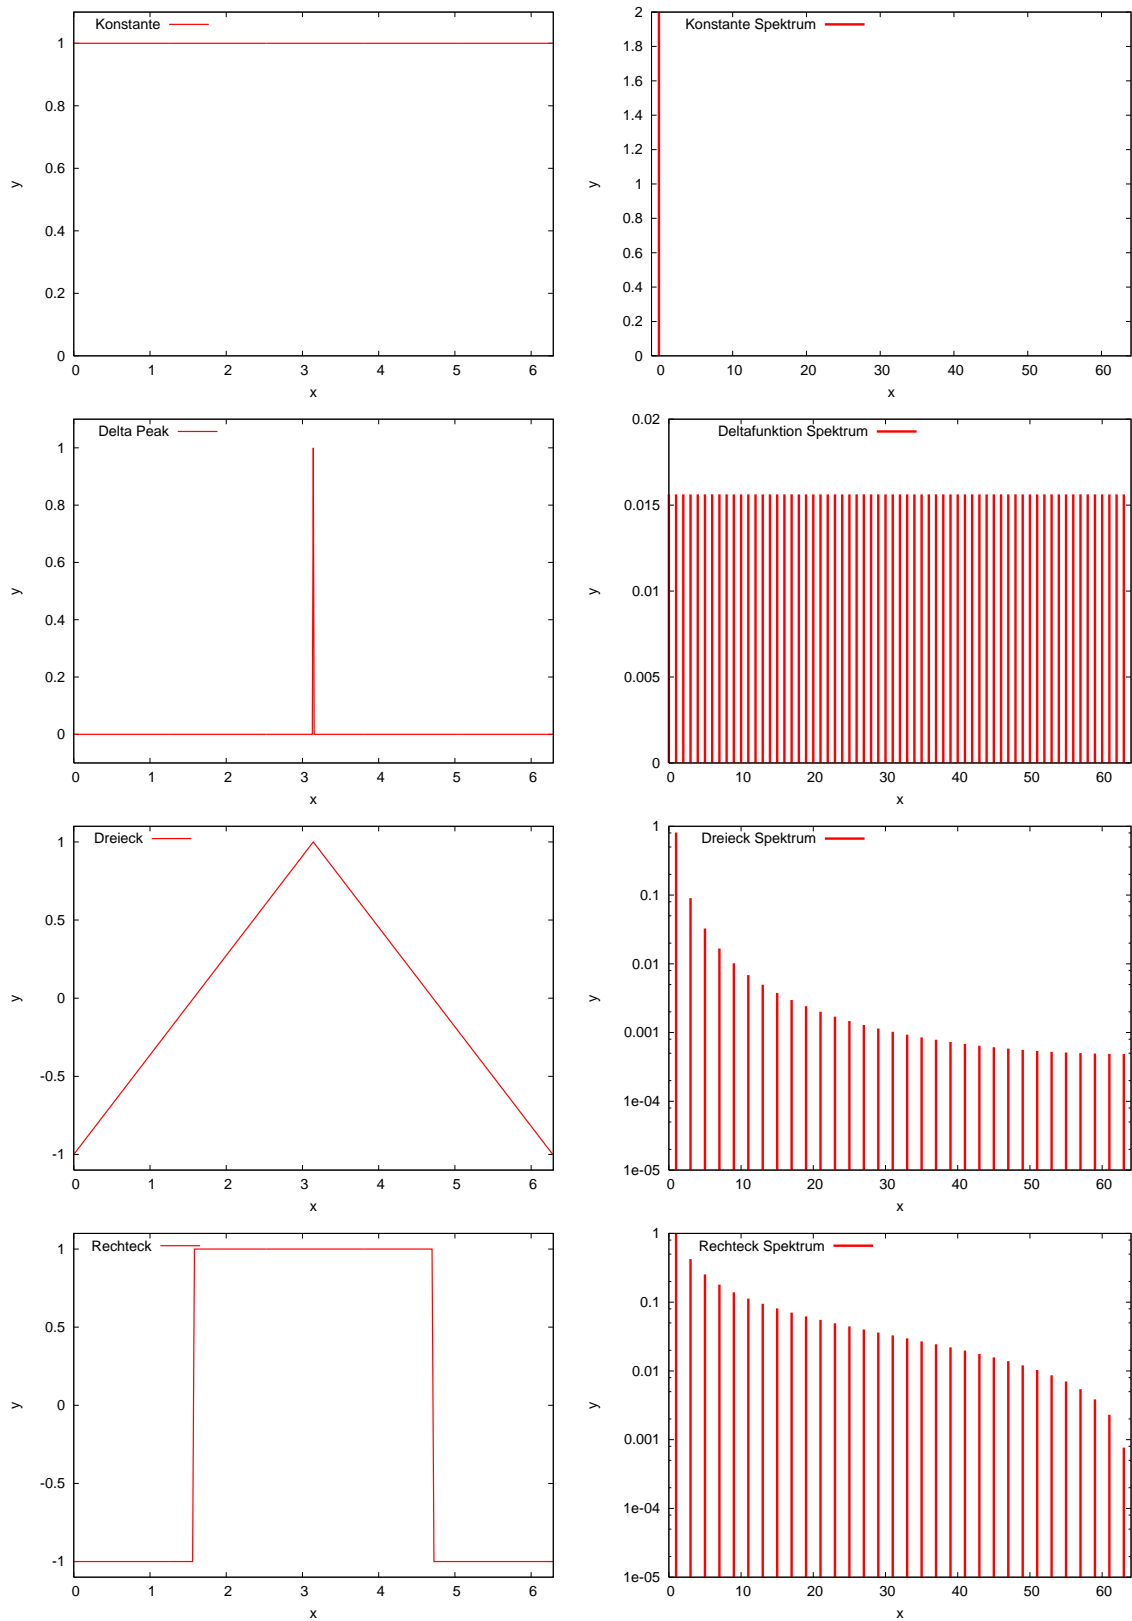 Konstante
1
0.8
0.6
0.4
0.2
0
0 1 2 3 4 5 6
x
y
Konstante Spektrum
2
1.8
1.6
1.4
1.2
1
0.8
0.6
0.4
0.2
0
0 10 20 30 40 50 60
x
y
Delta Peak
1
0.8
0.6
0.4
0.2
0
0 1 2 3 4 5 6
x
y
Deltafunktion Spektrum
0.02
0.015
0.01
0.005
0
0 10 20 30 40 50 60
x
y
Dreieck
1
0.5
0
-0.5
-1
0 1 2 3 4 5 6
x
y
Dreieck Spektrum
1
0.1
0.01
0.001
1e-04
1e-05
0 10 20 30 40 50 60
x
y
Rechteck
1
0.5
0
-0.5
-1
0 1 2 3 4 5 6
x
y
Rechteck Spektrum
1
0.1
0.01
0.001
1e-04
1e-05
0 10 20 30 40 50 60
x
y